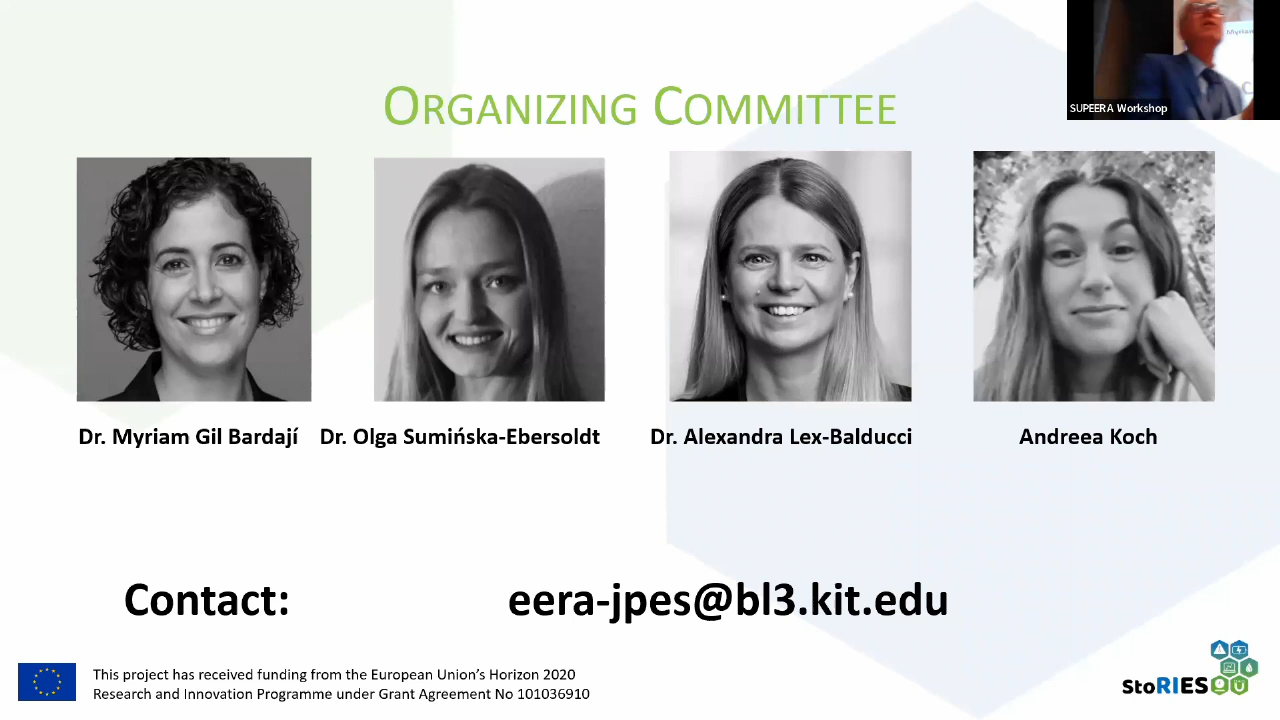 ORGANIZING COMMITTEE
SUPEERA Workshop
Dr. Myriam Gil Bardají
Dr. Olga Sumińska-Ebersoldt
Dr. Alexandra Lex-Balducci
Andreea Koch
Contact:
eera-jpes@bl3.kit.edu
This project has received funding from the European Union's Horizon 2020
Research and Innovation Programme under Grant Agreement No 101036910
StoRIES